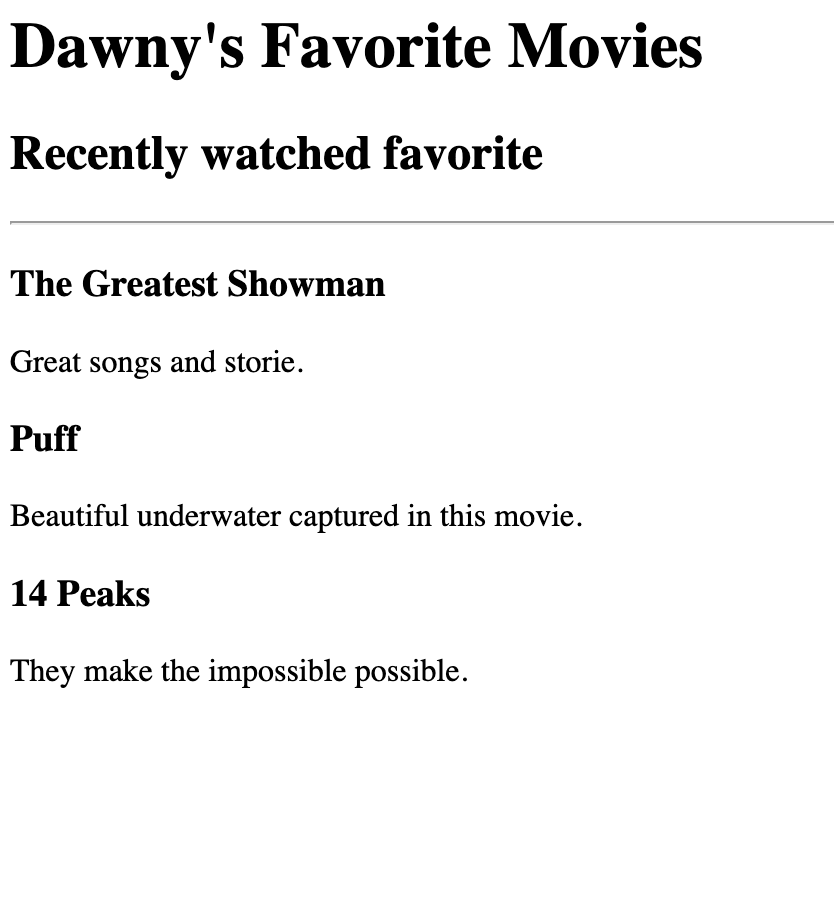 Dawny's Favorite Movies
Recently watched favorite
The Greatest Showman
Great songs and storie.
Puff
Beautiful underwater captured in this movie.
14 Peaks
They make the impossible possible.